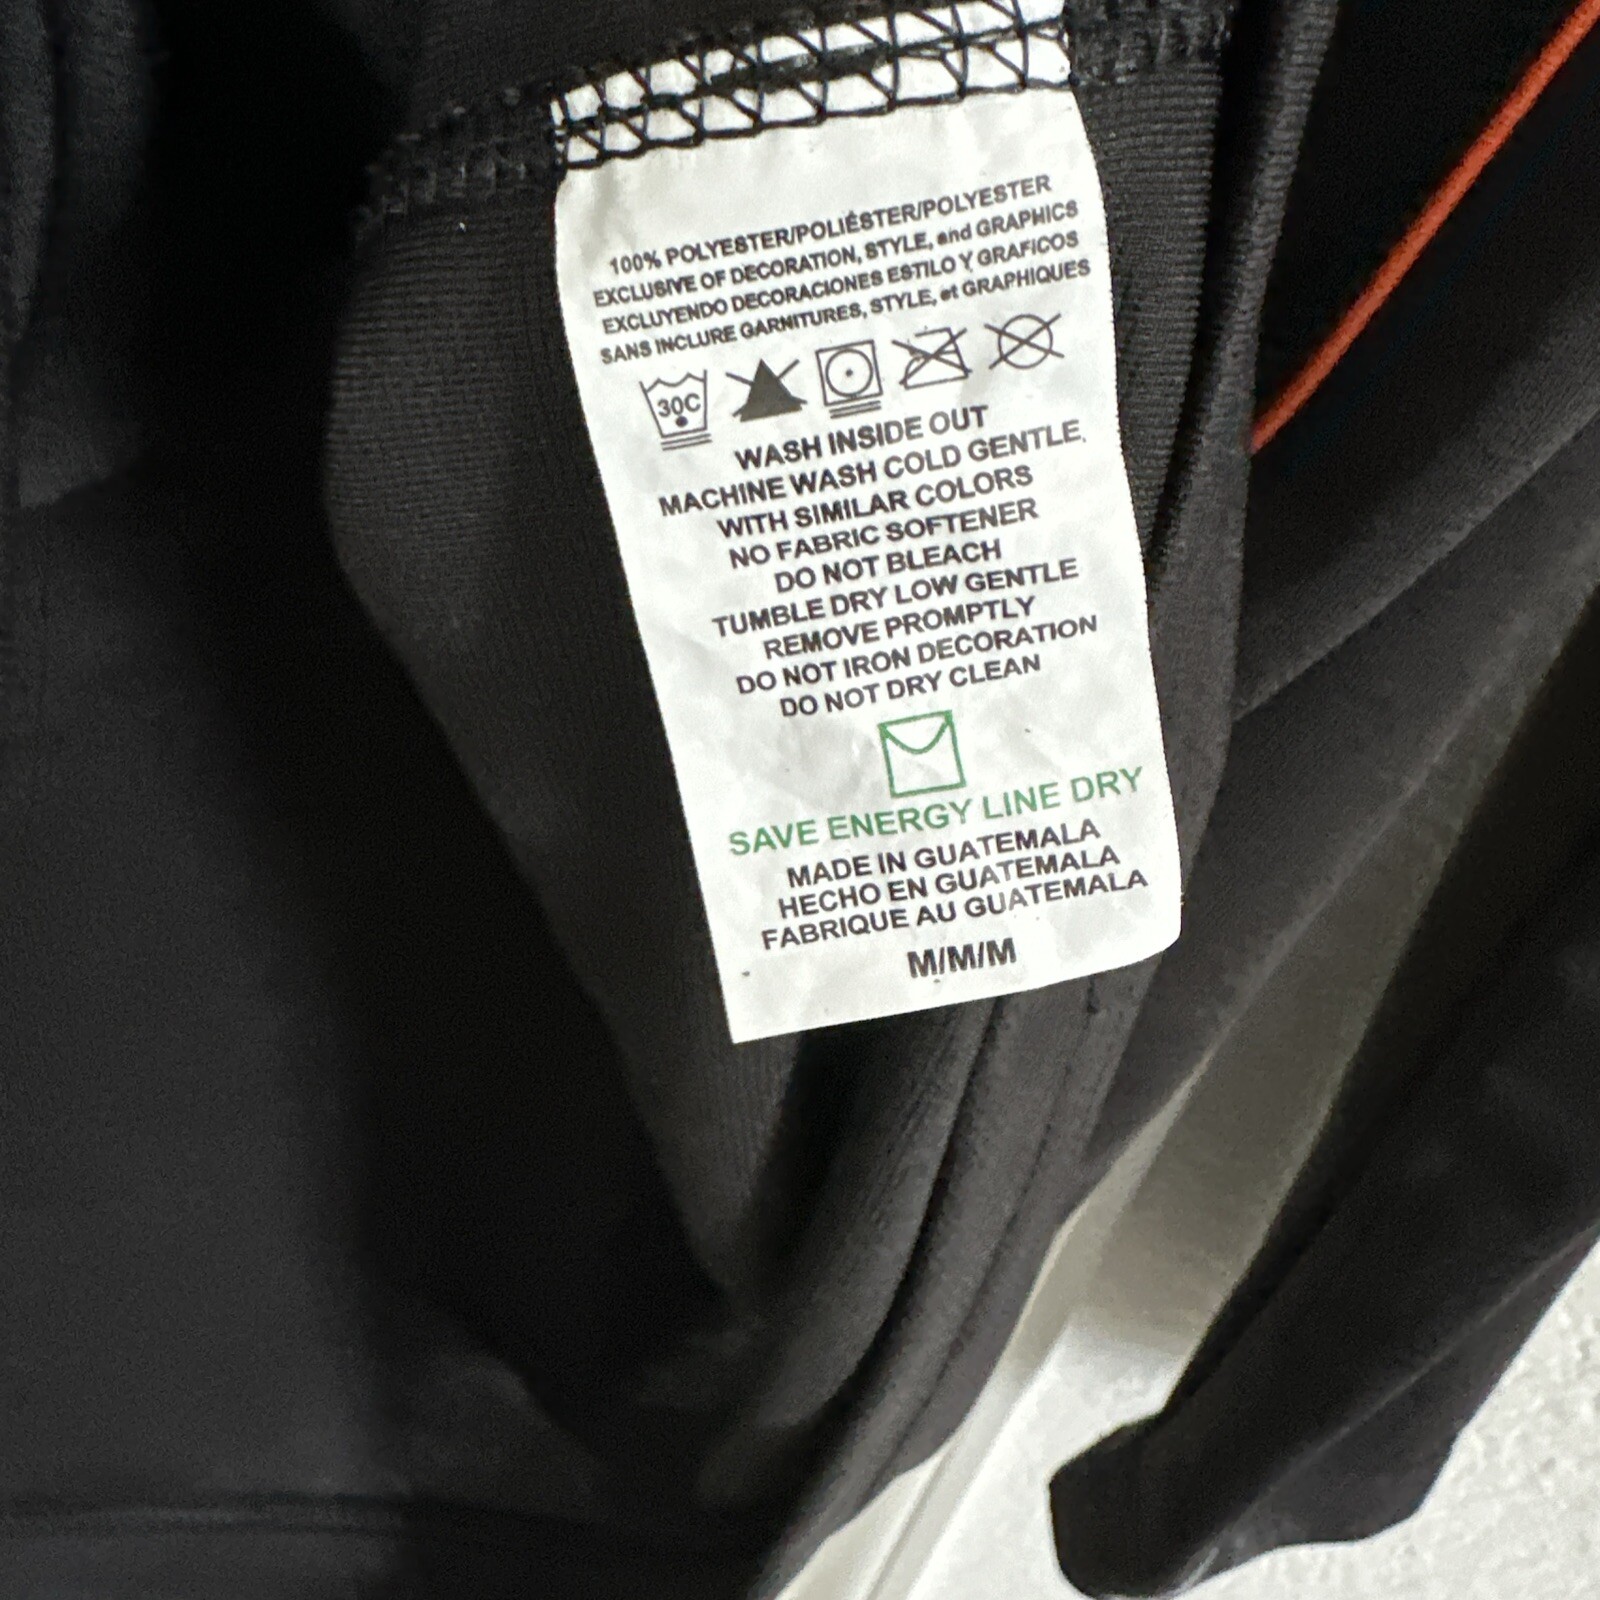 100% POLYESTER/POLIÉSTER/POLYESTER
EXCLUSIVE OF DECORATION, STYLE, and GRAPHICS
EXCLUYENDO DECORACIONES ESTILO Y GRAFICOS
SANS INCLURE GARNITURES, STYLE, et GRAPHIQUES
30C
WASH INSIDE OUT
MACHINE WASH COLD GENTLE,
WITH SIMILAR COLORS
NO FABRIC SOFTENER
DO NOT BLEACH
TUMBLE DRY LOW GENTLE
REMOVE PROMPTLY
DO NOT IRON DECORATION
DO NOT DRY CLEAN
SAVE ENERGY LINE DRY
MADE IN GUATEMALA
HECHO EN GUATEMALA
FABRIQUE AU GUATEMALA
M/M/M